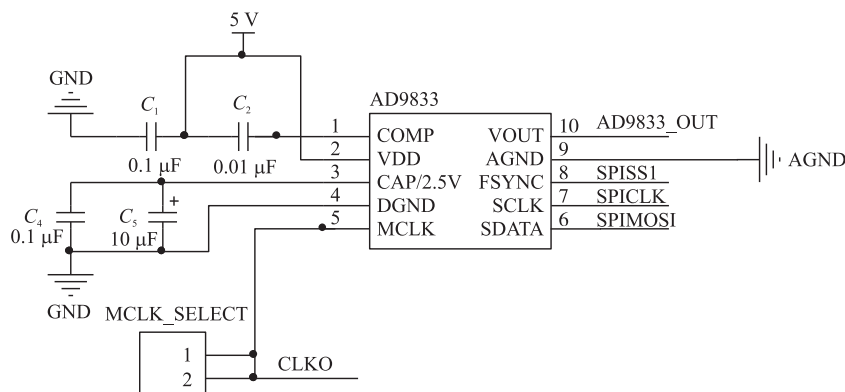 5 V
GND
C1
C2
AD9833
0.1 μF
0.01 μF
1 COMP VOUT 10 AD9833_OUT
2 VDD AGND 9 AGND
3 CAP/2.5V FSYNC 8 SPISS1
4 DGND SCLK 7 SPICLK
5 MCLK SDATA 6 SPIMOSI
C4
0.1 μF
C5
+
10 μF
GND
MCLK_SELECT
1
2
CLKO